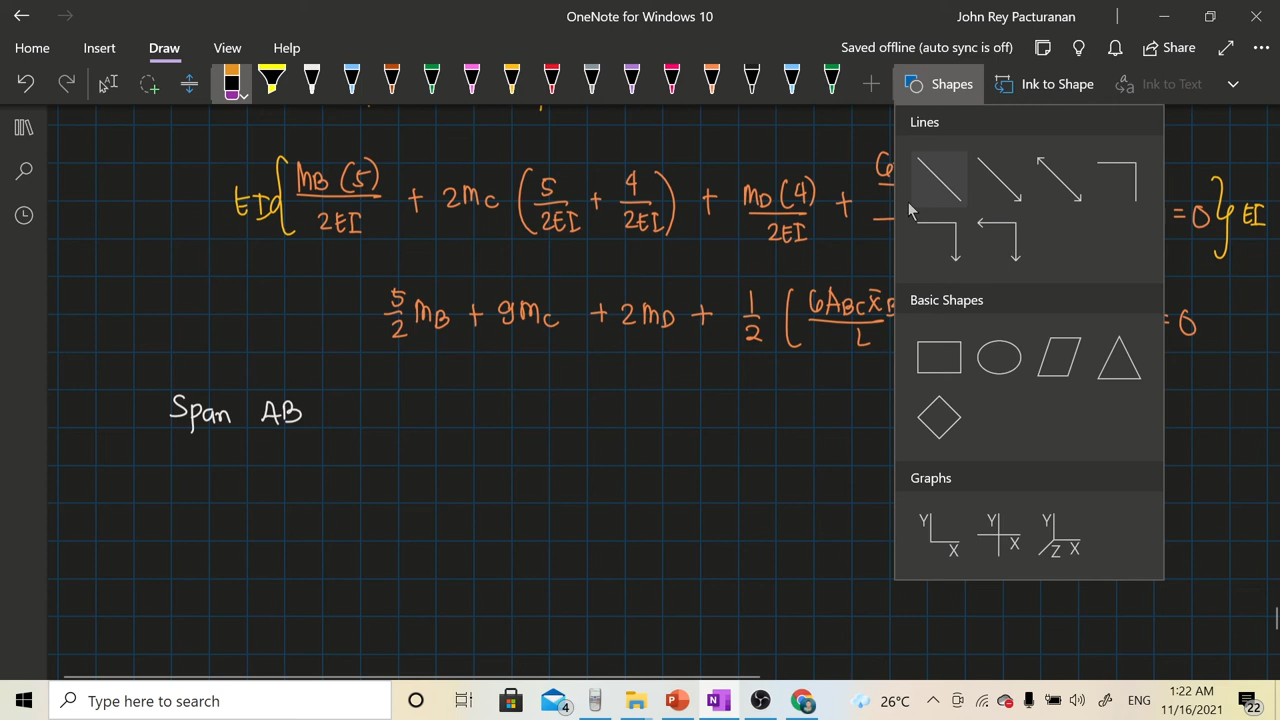 OneNote for Windows 10
John Rey Pacturanan
Home Insert Draw View Help
Saved offline (auto sync is off)
Share
Shapes
Ink to Shape
Ink to Text
Lines
Basic Shapes
Graphs
Y X
Y X
Y Z X
EI { MB (5) / 2EI + 2MC ( 5 / 2EI + 4 / 2EI ) + MD (4) / 2EI + = 0 } EI
5/2 MB + 9MC + 2MD + 1/2 ( 6ABC X̄B / L = 0
Span AB
Type here to search
4
26°C
ENG
1:22 AM
11/16/2021
22